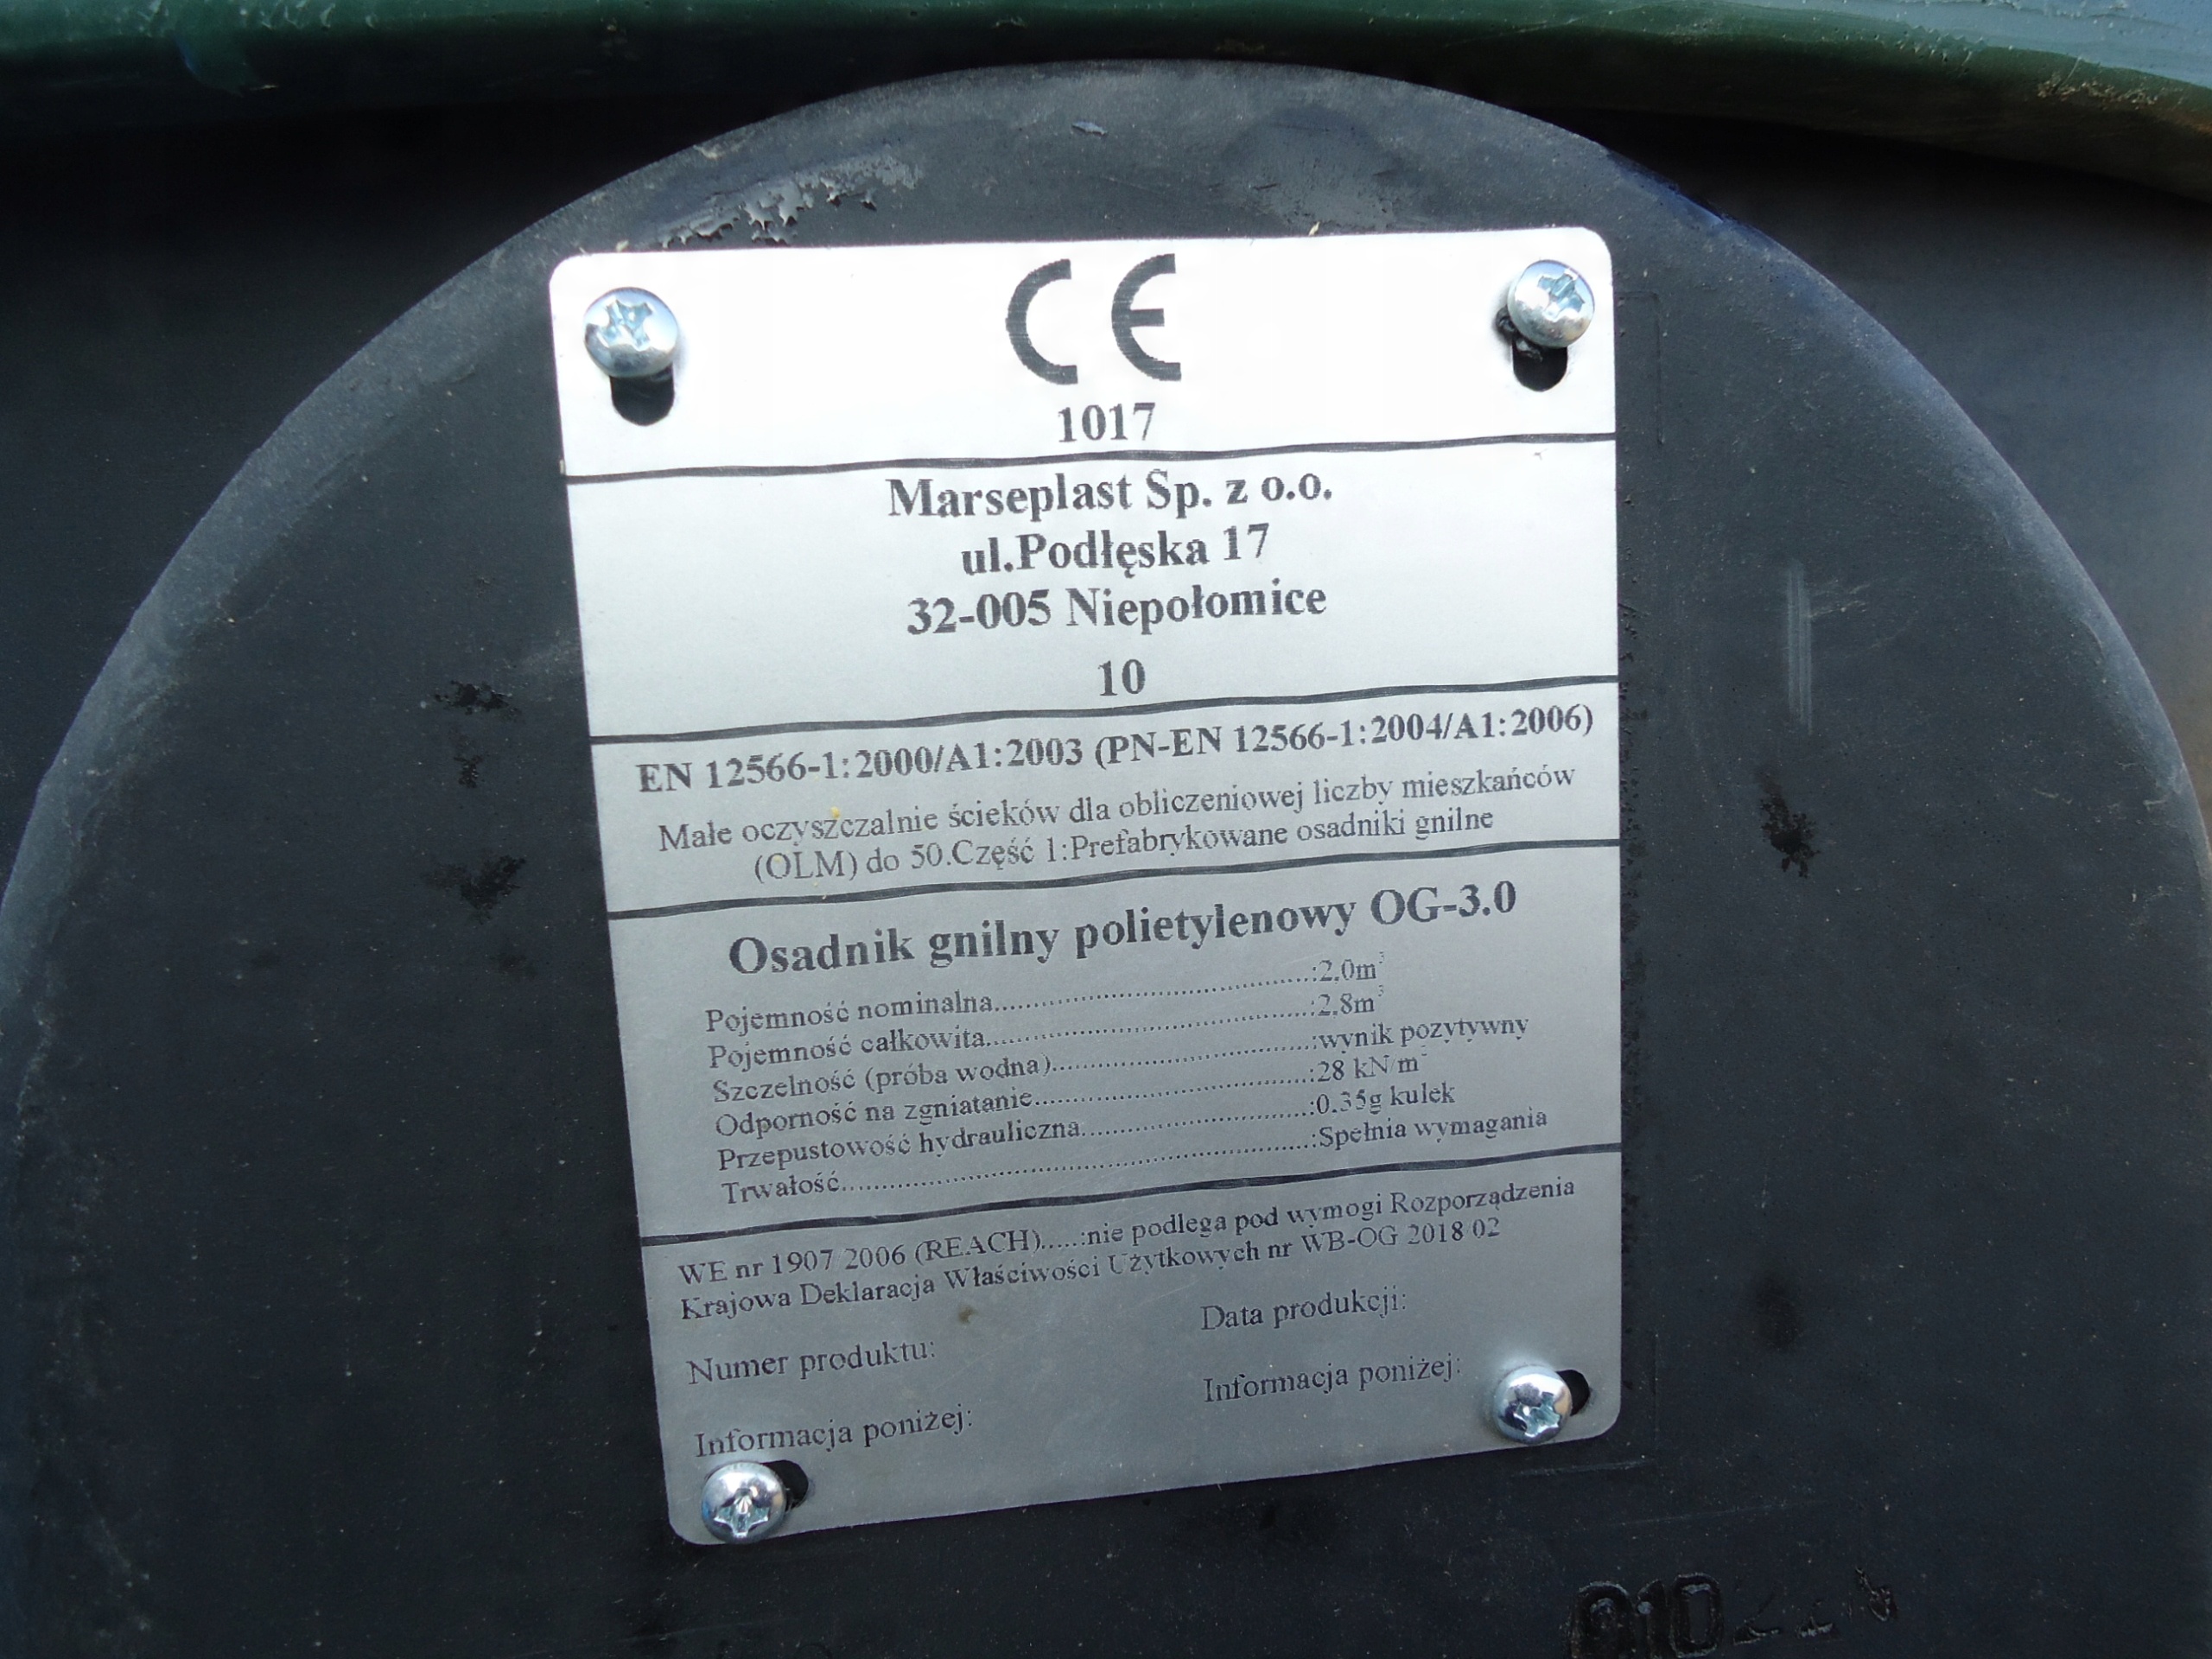 CE
1017
Marseplast Sp. z o.o.
ul.Podłęska 17
32-005 Niepołomice
10
EN 12566-1:2000/A1:2003 (PN-EN 12566-1:2004/A1:2006)
Małe oczyszczalnie ścieków dla obliczeniowej liczby mieszkańców
(OLM) do 50.Część 1:Prefabrykowane osadniki gnilne
Osadnik gnilny polietylenowy OG-3.0
Pojemność nominalna..............................:2.0m³
Pojemność całkowita..............................:2.8m³
Szczelność (próba wodna)..............................:wynik pozytywny
Odporność na zgniatanie..............................:28 kN/m²
Przepustowość hydrauliczna..............................:0.35g kulek
Trwałość..............................:Spełnia wymagania
WE nr 1907/2006 (REACH).....:nie podlega pod wymogi Rozporządzenia
Krajowa Deklaracja Właściwości Użytkowych nr WB-OG/2018/02
Numer produktu: Data produkcji:
Informacja poniżej: Informacja poniżej: